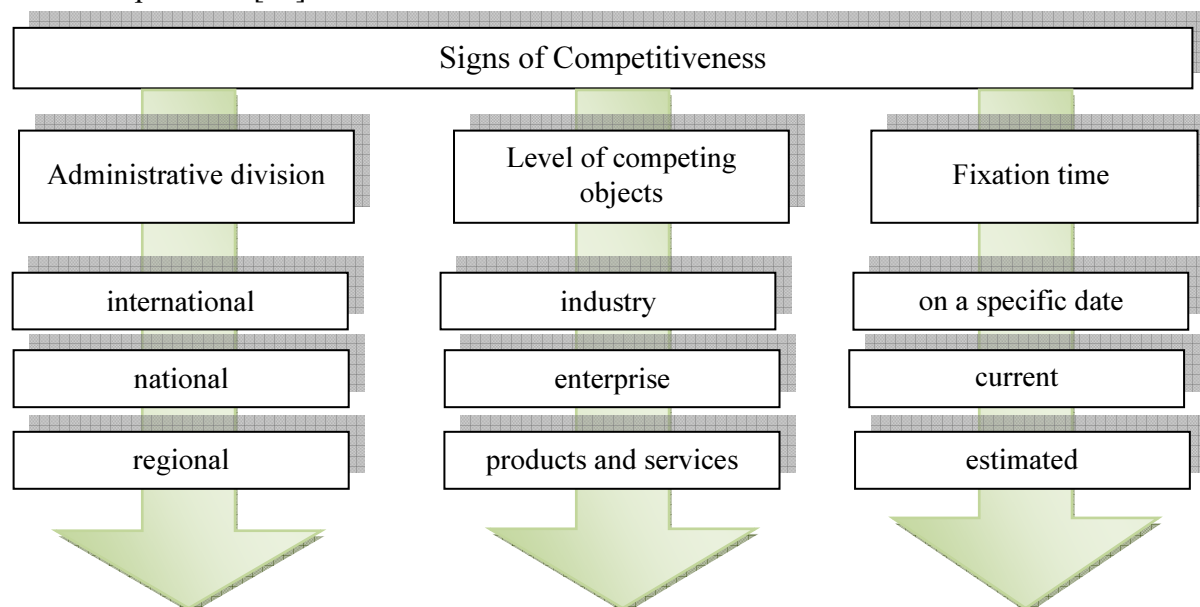 Signs of Competitiveness
Administrative division
Level of competing
objects
Fixation time
international
industry
on a specific date
national
enterprise
current
regional
products and services
estimated